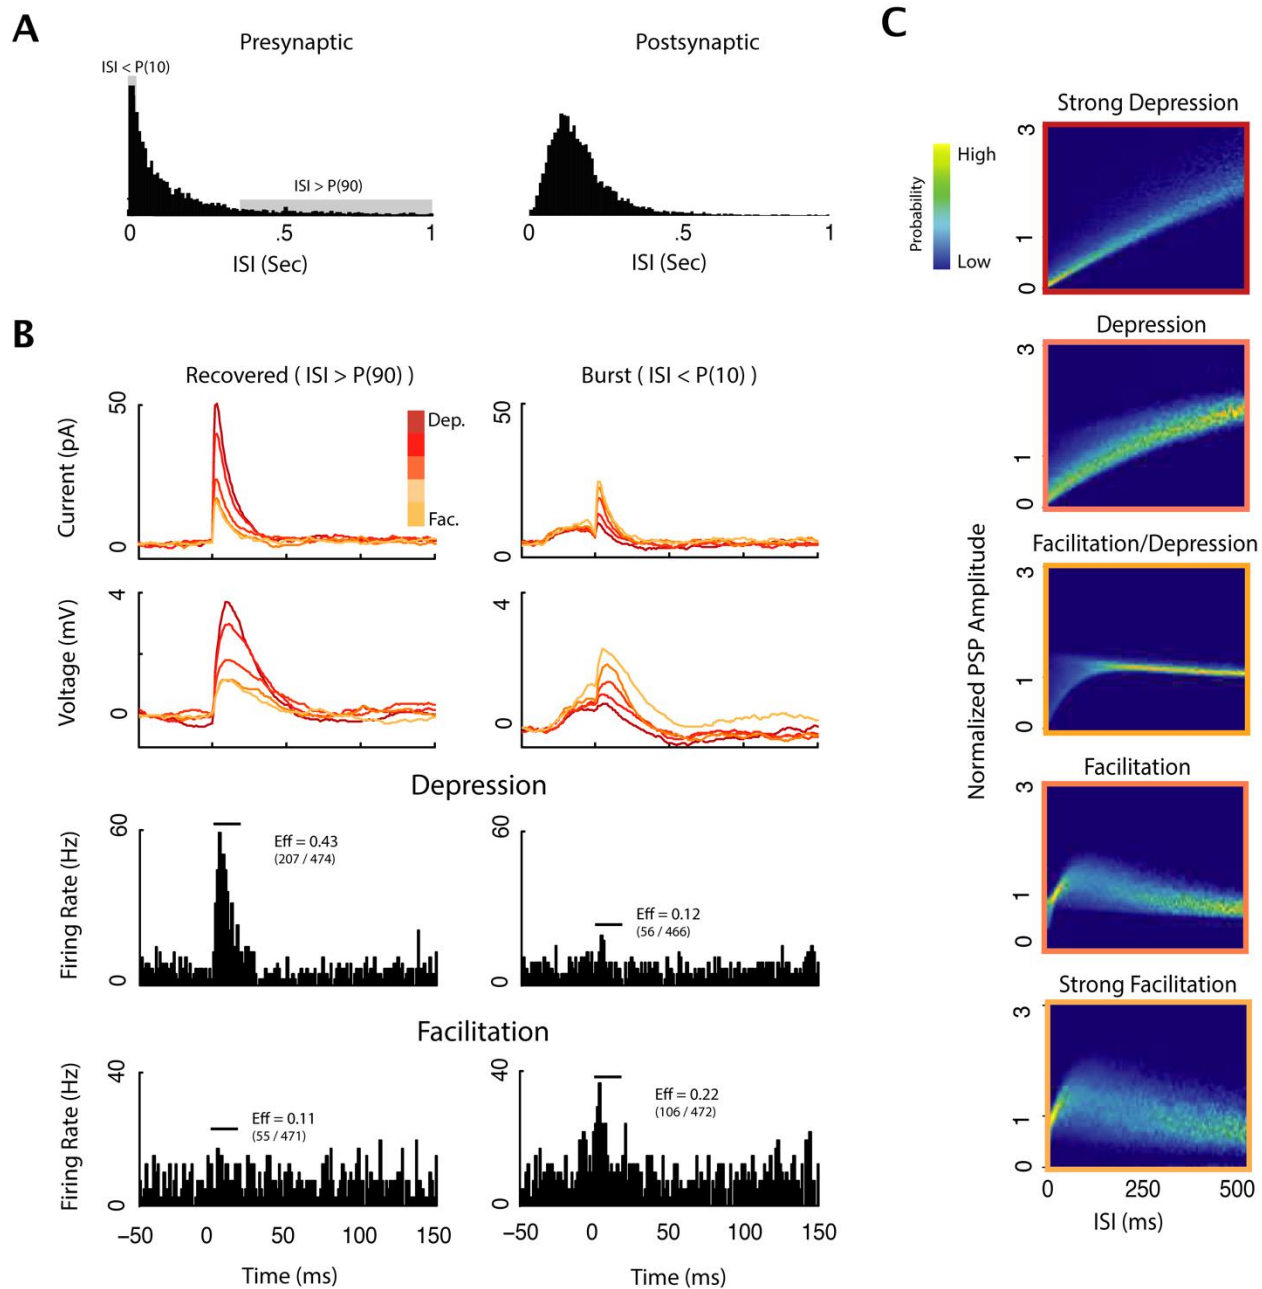 A
Presynaptic
Postsynaptic
ISI < P(10)
ISI > P(90)
0 .5 1
ISI (Sec)
0 .5 1
ISI (Sec)
B
Recovered ( ISI > P(90) )
Burst ( ISI < P(10) )
Current (pA)
50
0
Dep.
Fac.
50
0
Voltage (mV)
4
0
4
0
Depression
Firing Rate (Hz)
60
0
Eff = 0.43
(207 / 474)
60
0
Eff = 0.12
(56 / 466)
Facilitation
Firing Rate (Hz)
40
0
Eff = 0.11
(55 / 471)
40
0
Eff = 0.22
(106 / 472)
−50 0 50 100 150
Time (ms)
−50 0 50 100 150
Time (ms)
C
Probability
High
Low
Normalized PSP Amplitude
Strong Depression
3
1
0
Depression
3
1
0
Facilitation/Depression
3
1
0
Facilitation
3
1
0
Strong Facilitation
3
1
0
0 250 500
ISI (ms)